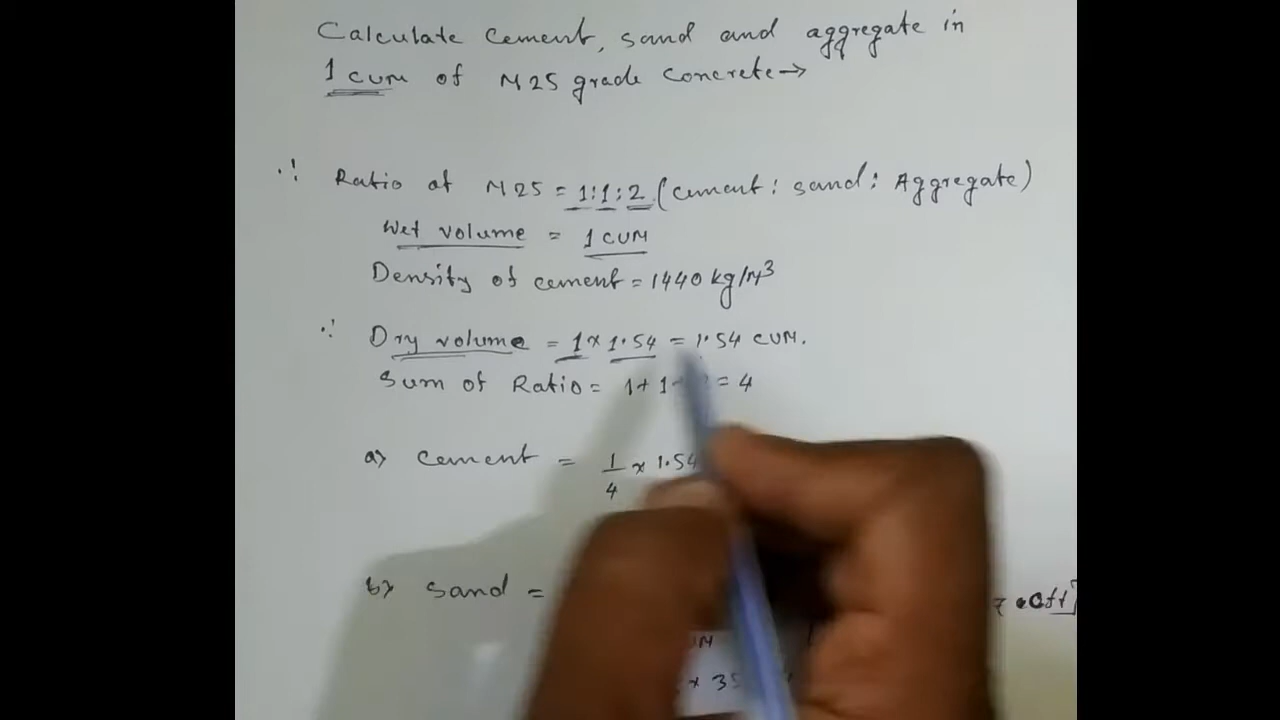 Calculate cement, sand and aggregate in
1 cum of M25 grade concrete→
∴ Ratio of M25 = 1:1:2 (cement: sand: Aggregate)
Wet volume = 1 CUM
Density of cement = 1440 kg/M³
∴ Dry volume = 1 × 1.54 = 1.54 CUM.
Sum of Ratio = 1+1+ = 4
a) cement = 1/4 × 1.54
b) sand = cft
× 35